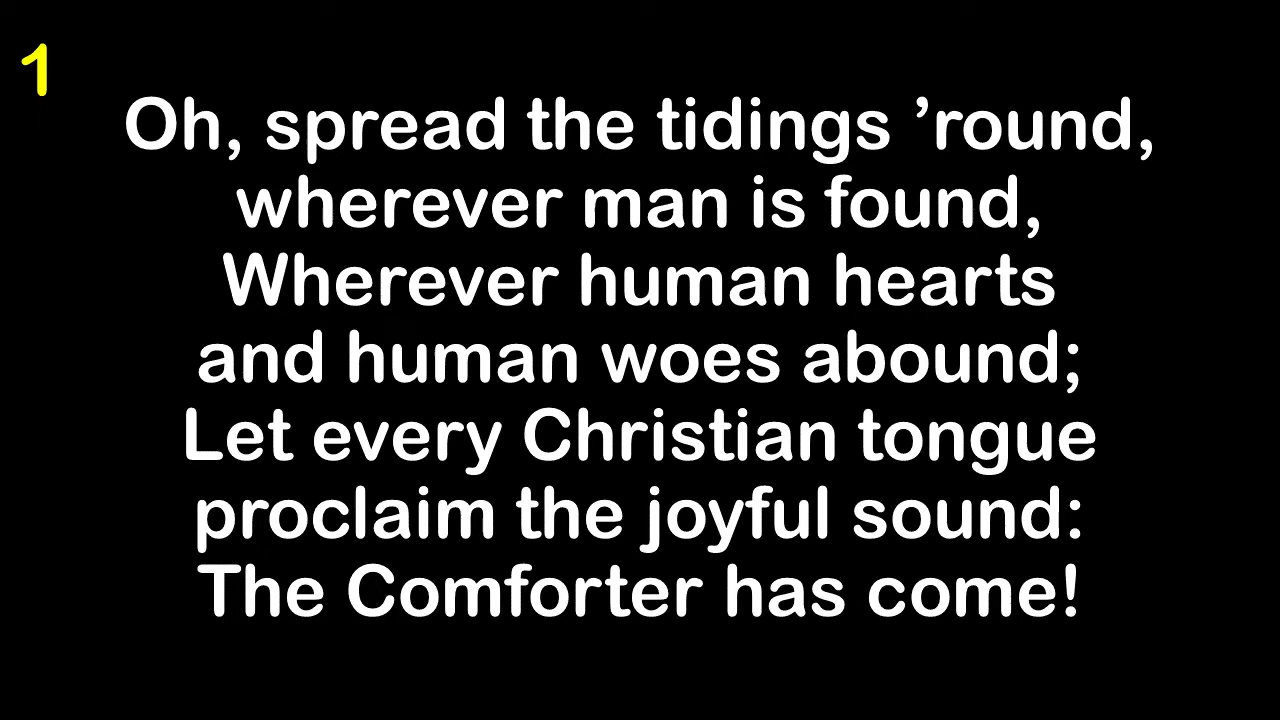 1
Oh, spread the tidings ’round,
wherever man is found,
Wherever human hearts
and human woes abound;
Let every Christian tongue
proclaim the joyful sound:
The Comforter has come!